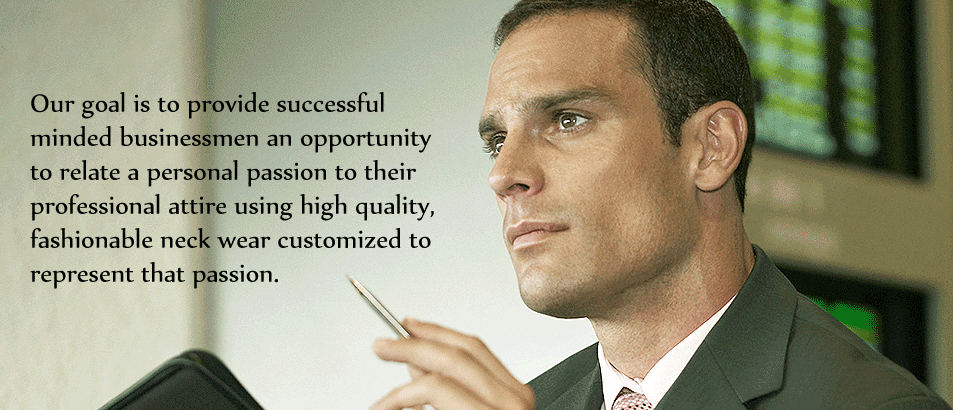 Our goal is to provide successful
minded businessmen an opportunity
to relate a personal passion to their
professional attire using high quality,
fashionable neck wear customized to
represent that passion.